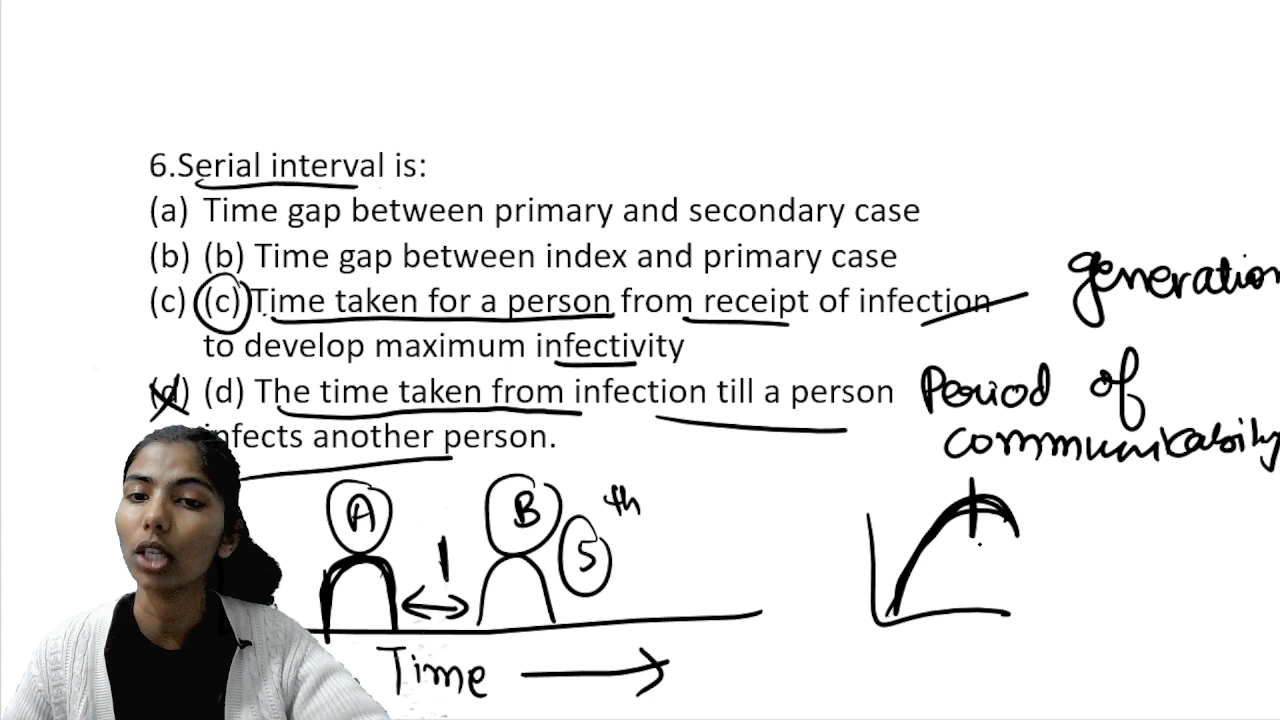 6.Serial interval is:
(a) Time gap between primary and secondary case
(b) (b) Time gap between index and primary case
(c) (c) Time taken for a person from receipt of infection
to develop maximum infectivity
(d) (d) The time taken from infection till a person
infects another person.
generation
Period of
communicability
A
B
5th
1
Time